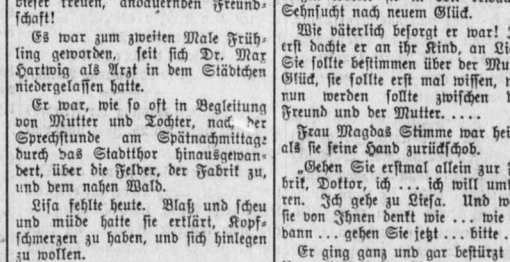 dieser treuen, andauernden Freund-
schaft!
Es war zum zweiten Male Früh-
ling geworden, seit sich Dr. Max
Hartwig als Arzt in dem Städtchen
niedergelassen hatte.
Er war, wie so oft in Begleitung
von Mutter und Tochter, nach der
Sprechstunde am Spätnachmittage
durch das Stadtthor hinausgewan-
dert, über die Felder, der Fabrik zu,
und dem nahen Wald.
Lisa fehlte heute. Blaß und scheu
und müde hatte sie erklärt, Kopf-
schmerzen zu haben, und sich hinlegen
zu wollen.
Sehnsucht nach neuem Glück.
Wie väterlich besorgt er war!
erst dachte er an ihr Kind, an
Sie sollte bestimmen über der
Glück, sie sollte erst mal wissen,
nun werden sollte zwischen
Freund und der Mutter. . . . .
Frau Magdas Stimme war
als sie seine Hand zurückschob.
„Gehen Sie erstmal allein zur
brik, Doktor, ich ... ich will
ren. Ich gehe zu Liesa. Und
sie von Ihnen denkt wie ... wie
dann ... gehen Sie jetzt ... bitte
Er ging ganz und gar bestürzt